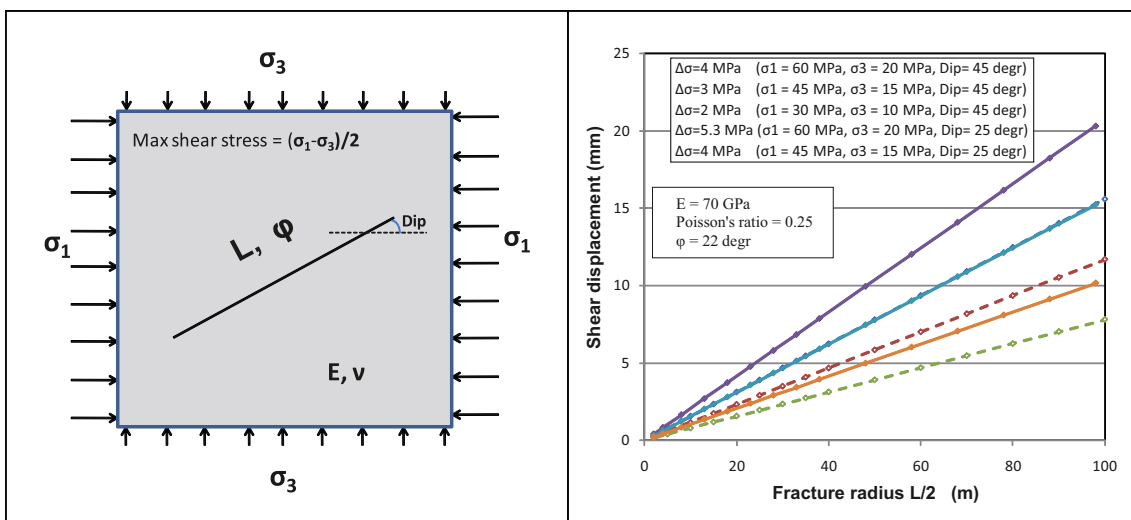 σ3
Max shear stress = (σ1-σ3)/2
L, φ
Dip
σ1
σ1
E, ν
σ3
Δσ=4 MPa (σ1 = 60 MPa, σ3 = 20 MPa, Dip= 45 degr)
Δσ=3 MPa (σ1 = 45 MPa, σ3 = 15 MPa, Dip= 45 degr)
Δσ=2 MPa (σ1 = 30 MPa, σ3 = 10 MPa, Dip= 45 degr)
Δσ=5.3 MPa (σ1 = 60 MPa, σ3 = 20 MPa, Dip= 25 degr)
Δσ=4 MPa (σ1 = 45 MPa, σ3 = 15 MPa, Dip= 25 degr)
E = 70 GPa
Poisson's ratio = 0.25
φ = 22 degr
Shear displacement (mm)
25
20
15
10
5
0
0 20 40 60 80 100
Fracture radius L/2 (m)